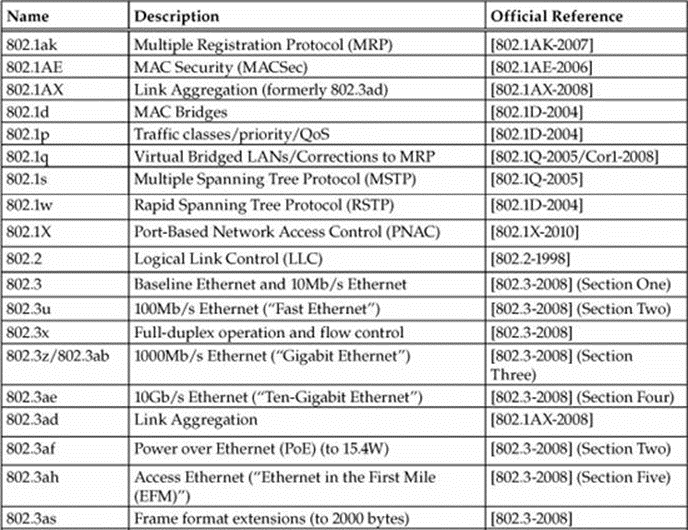 Name Description Official Reference
802.1ak Multiple Registration Protocol (MRP) [802.1AK-2007]
802.1AE MAC Security (MACSec) [802.1AE-2006]
802.1AX Link Aggregation (formerly 802.3ad) [802.1AX-2008]
802.1d MAC Bridges [802.1D-2004]
802.1p Traffic classes/priority/QoS [802.1D-2004]
802.1q Virtual Bridged LANs/Corrections to MRP [802.1Q-2005/Cor1-2008]
802.1s Multiple Spanning Tree Protocol (MSTP) [802.1Q-2005]
802.1w Rapid Spanning Tree Protocol (RSTP) [802.1D-2004]
802.1X Port-Based Network Access Control (PNAC) [802.1X-2010]
802.2 Logical Link Control (LLC) [802.2-1998]
802.3 Baseline Ethernet and 10Mb/s Ethernet [802.3-2008] (Section One)
802.3u 100Mb/s Ethernet (“Fast Ethernet”) [802.3-2008] (Section Two)
802.3x Full-duplex operation and flow control [802.3-2008]
802.3z/802.3ab 1000Mb/s Ethernet (“Gigabit Ethernet”) [802.3-2008] (Section
Three)
802.3ae 10Gb/s Ethernet (“Ten-Gigabit Ethernet”) [802.3-2008] (Section Four)
802.3ad Link Aggregation [802.1AX-2008]
802.3af Power over Ethernet (PoE) (to 15.4W) [802.3-2008] (Section Two)
802.3ah Access Ethernet (“Ethernet in the First Mile [802.3-2008] (Section Five)
(EFM)”)
802.3as Frame format extensions (to 2000 bytes) [802.3-2008]